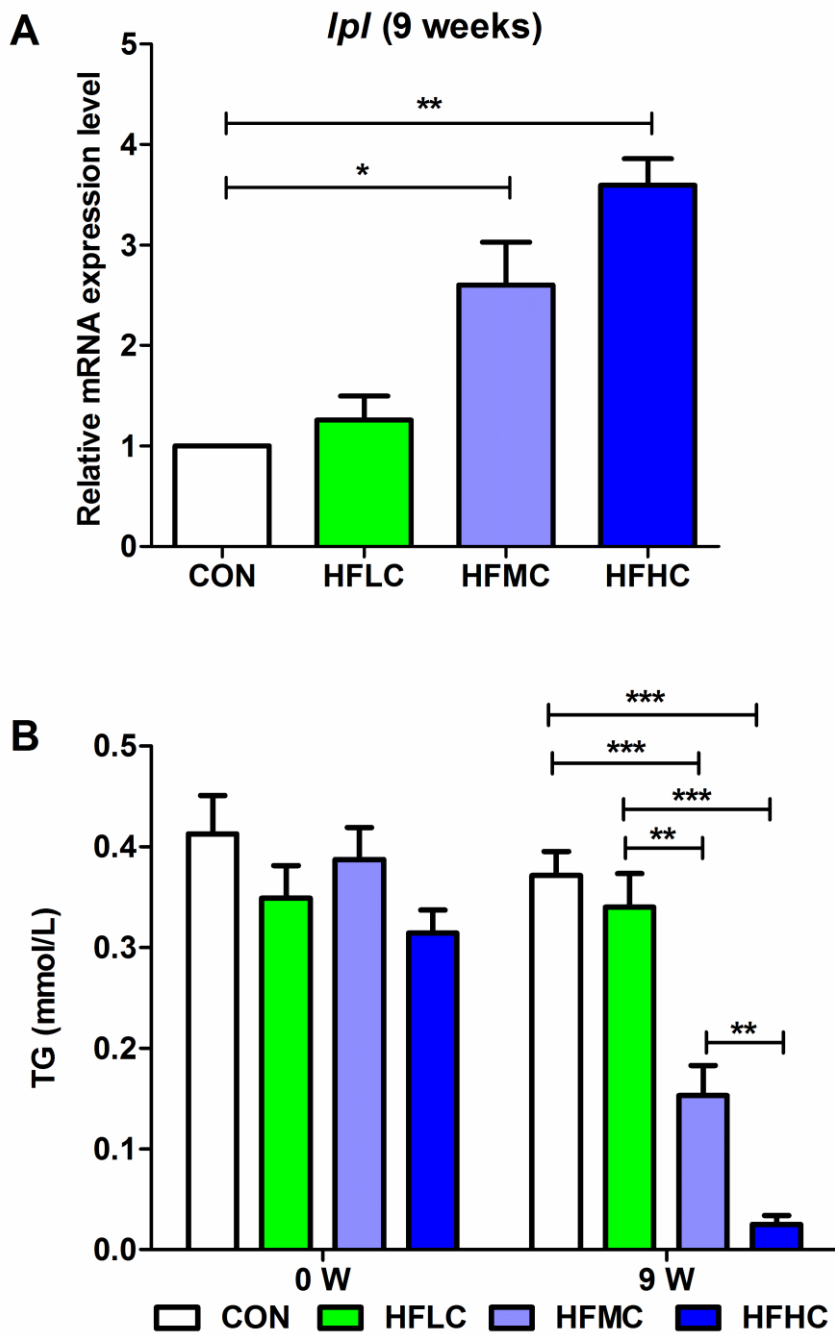 A
lpl (9 weeks)
Relative mRNA expression level
5
4
3
2
1
0
**
*
CON HFLC HFMC HFHC
B
TG (mmol/L)
0.5
0.4
0.3
0.2
0.1
0.0
***
***
***
**
**
0 W 9 W
CON HFLC HFMC HFHC